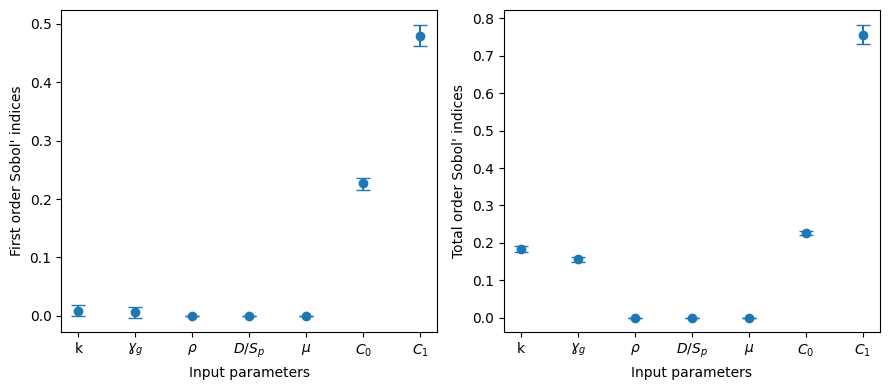 First order Sobol' indices
0.5
0.4
0.3
0.2
0.1
0.0
k ɣg ρ D/Sp μ C0 C1
Input parameters
Total order Sobol' indices
0.8
0.7
0.6
0.5
0.4
0.3
0.2
0.1
0.0
k ɣg ρ D/Sp μ C0 C1
Input parameters